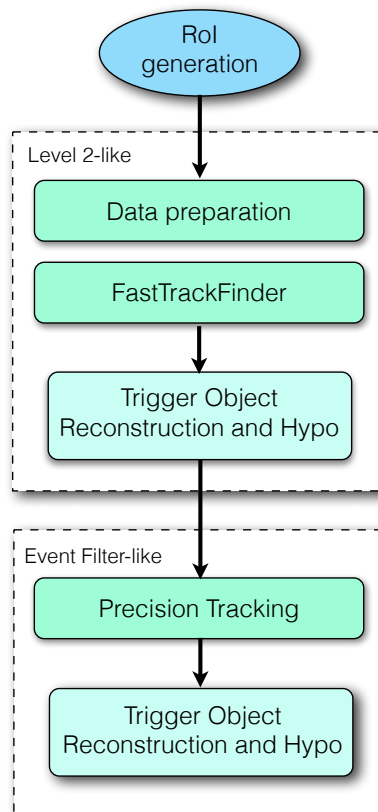 RoI
generation
Level 2-like
Data preparation
FastTrackFinder
Trigger Object
Reconstruction and Hypo
Event Filter-like
Precision Tracking
Trigger Object
Reconstruction and Hypo